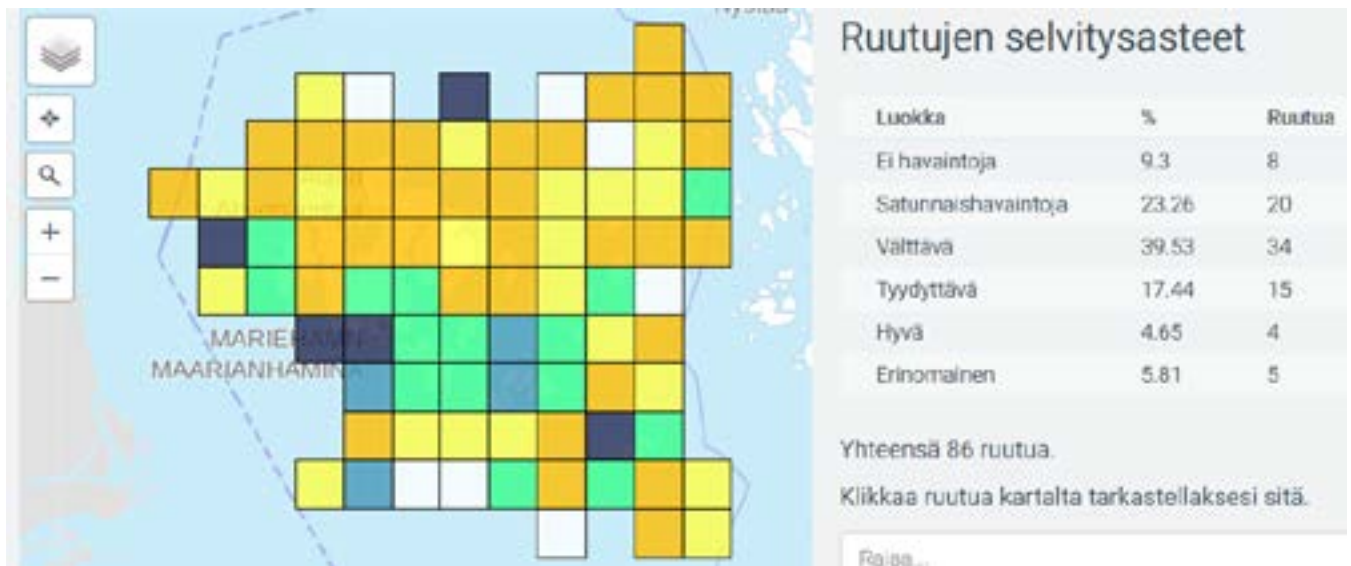 Ruutujen selvitysasteet
Luokka % Ruutua
Ei havaintoja 9.3 8
Satunnaishavaintoja 23.26 20
Välttävä 39.53 34
Tyydyttävä 17.44 15
Hyvä 4.65 4
Erinomainen 5.81 5
MARIEHAMN
MAARIANHAMINA
Yhteensä 86 ruutua.
Klikkaa ruutua kartalta tarkastellaksesi sitä.
Rajaa...